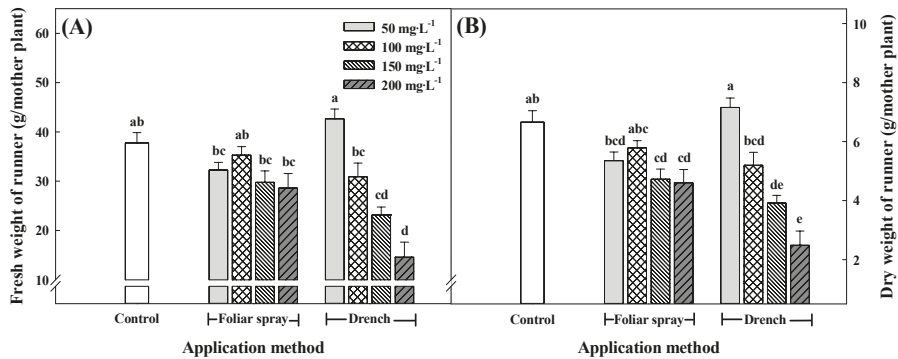 (A)
(B)
50 mg·L⁻¹
100 mg·L⁻¹
150 mg·L⁻¹
200 mg·L⁻¹
Fresh weight of runner (g/mother plant)
60
50
40
30
20
10
ab
bc
ab
bc
bc
a
bc
cd
d
Control
Foliar spray
Drench
Application method
ab
bcd
abc
cd
cd
a
bcd
de
e
Control
Foliar spray
Drench
Application method
10
8
6
4
2
Dry weight of runner (g/mother plant)